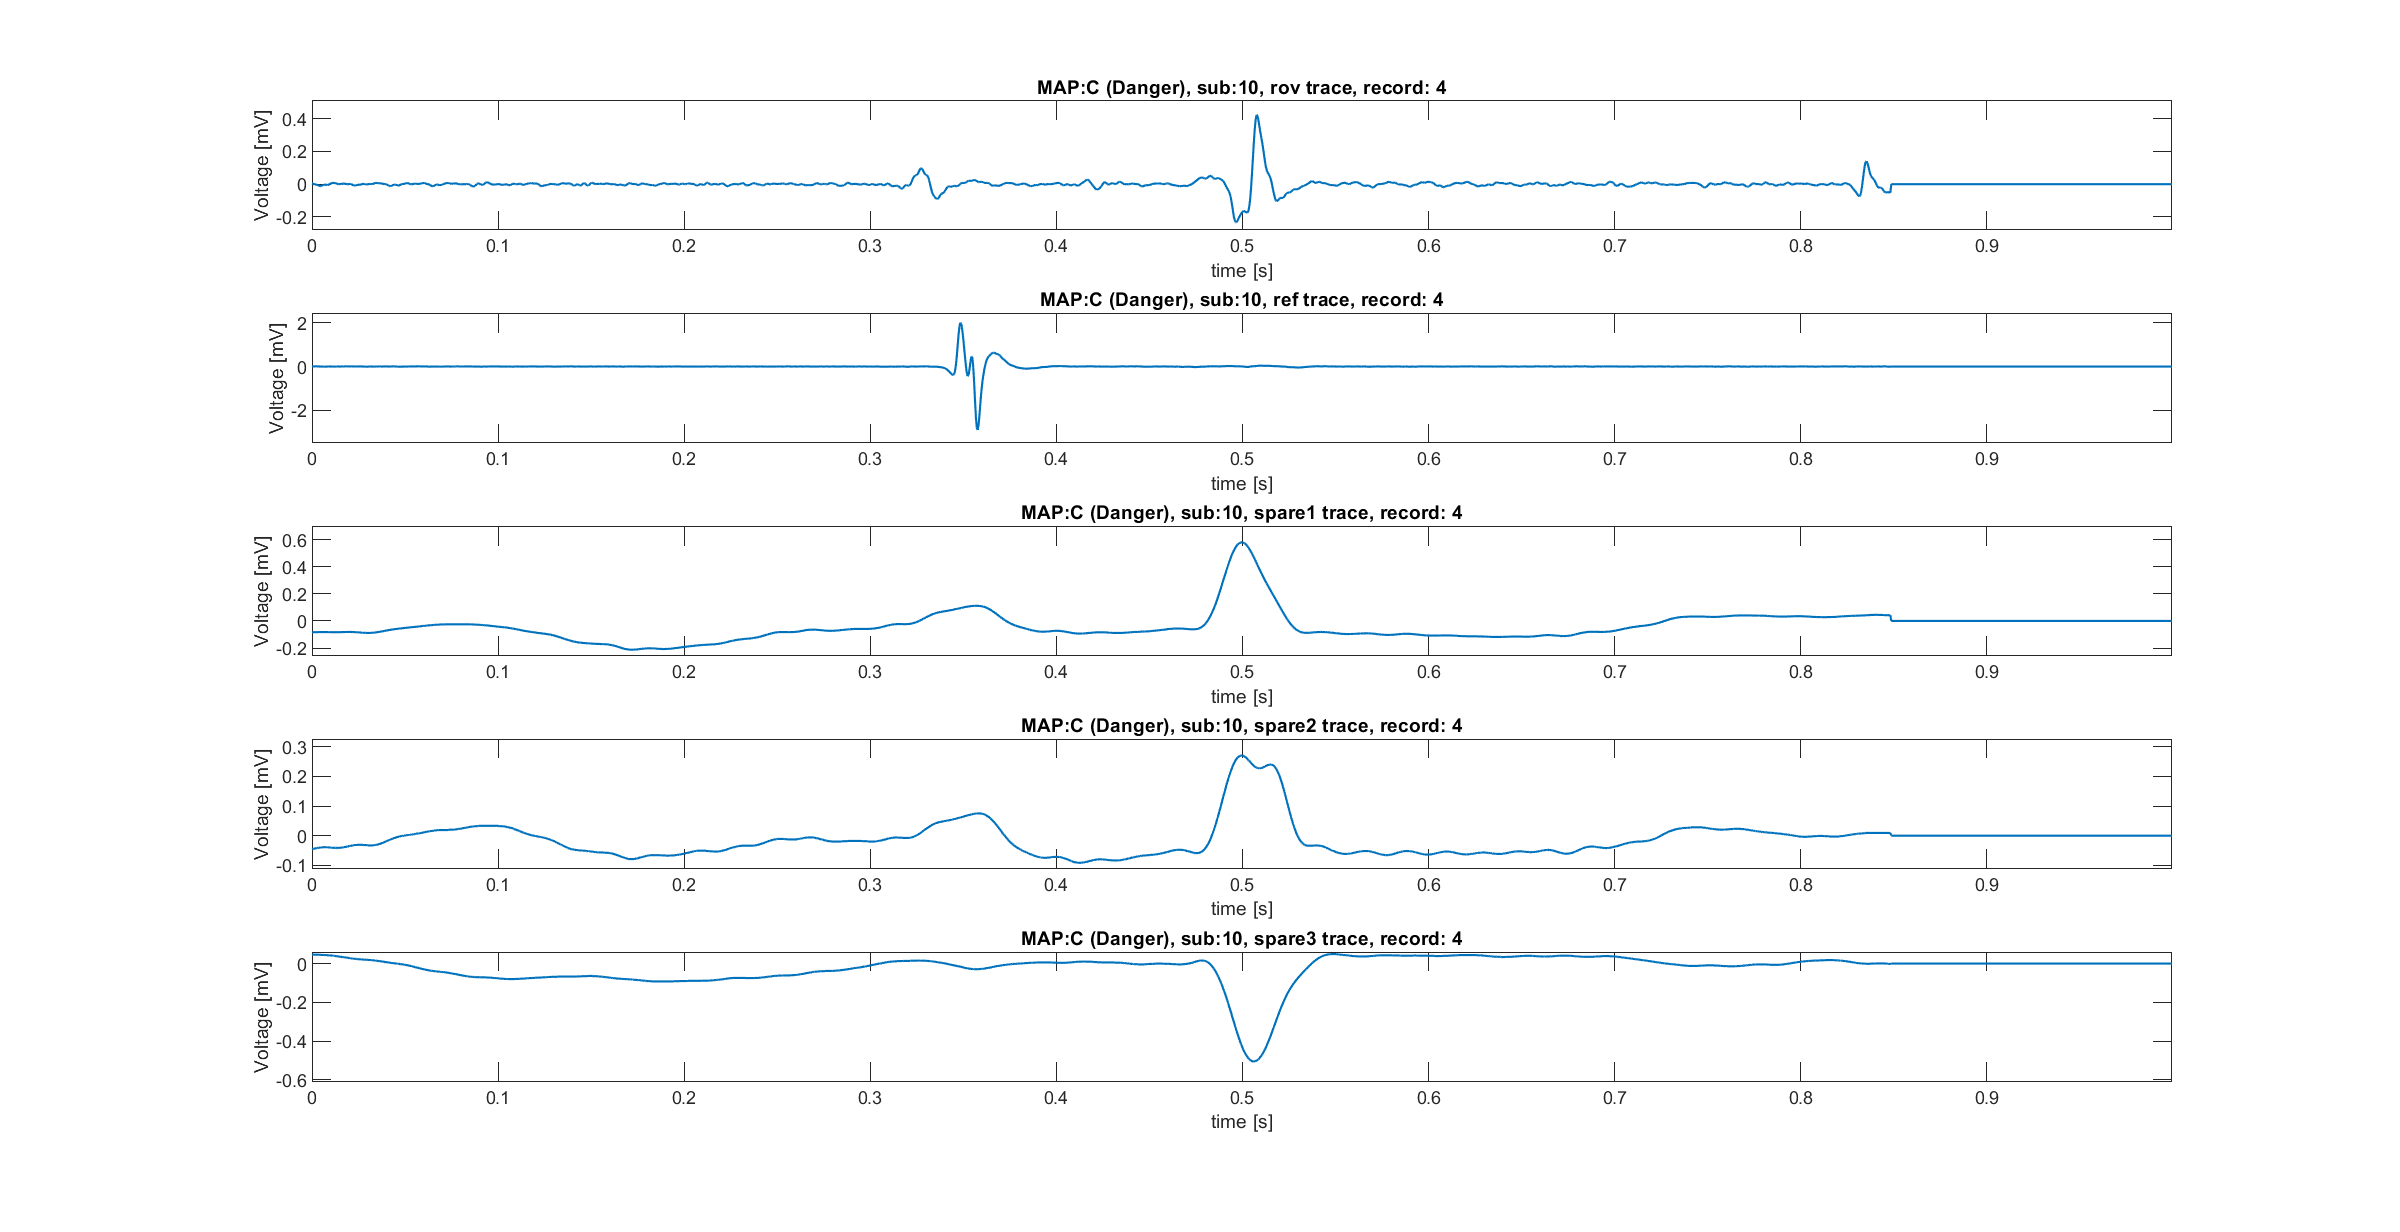 MAP:C (Danger), sub:10, rov trace, record: 4
Voltage [mV]
0.4
0.2
0
-0.2
0 0.1 0.2 0.3 0.4 0.5 0.6 0.7 0.8 0.9
time [s]
MAP:C (Danger), sub:10, ref trace, record: 4
Voltage [mV]
2
0
-2
0 0.1 0.2 0.3 0.4 0.5 0.6 0.7 0.8 0.9
time [s]
MAP:C (Danger), sub:10, spare1 trace, record: 4
Voltage [mV]
0.6
0.4
0.2
0
-0.2
0 0.1 0.2 0.3 0.4 0.5 0.6 0.7 0.8 0.9
time [s]
MAP:C (Danger), sub:10, spare2 trace, record: 4
Voltage [mV]
0.3
0.2
0.1
0
-0.1
0 0.1 0.2 0.3 0.4 0.5 0.6 0.7 0.8 0.9
time [s]
MAP:C (Danger), sub:10, spare3 trace, record: 4
Voltage [mV]
0
-0.2
-0.4
-0.6
0 0.1 0.2 0.3 0.4 0.5 0.6 0.7 0.8 0.9
time [s]